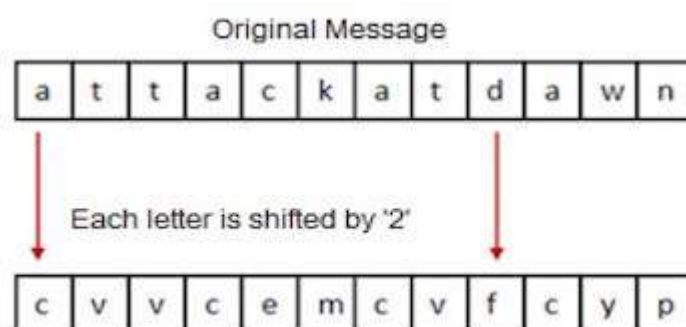 Original Message
a t t a c k a t d a w n
Each letter is shifted by '2'
c v v c e m c v f c y p